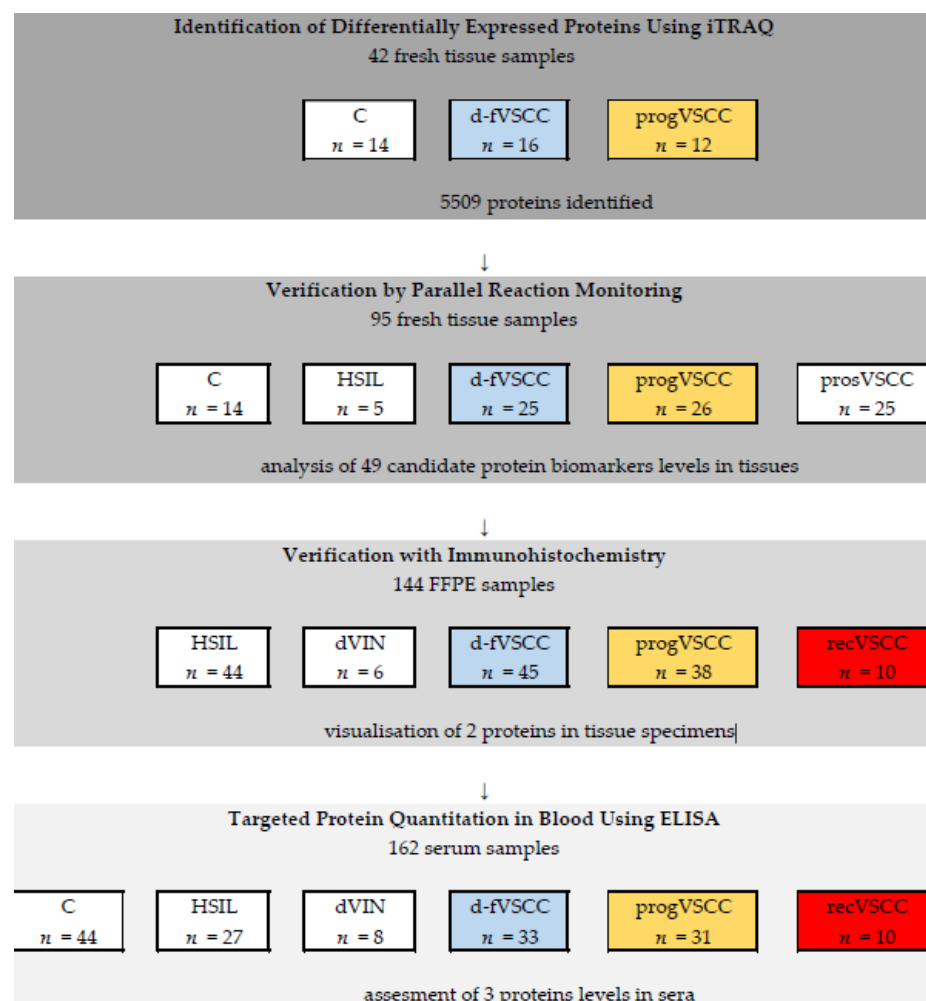 Identification of Differentially Expressed Proteins Using iTRAQ
42 fresh tissue samples
C d-fVSCC progVSCC
n = 14 n = 16 n = 12
5509 proteins identified
↓
Verification by Parallel Reaction Monitoring
95 fresh tissue samples
C HSIL d-fVSCC progVSCC prosVSCC
n = 14 n = 5 n = 25 n = 26 n = 25
analysis of 49 candidate protein biomarkers levels in tissues
↓
Verification with Immunohistochemistry
144 FFPE samples
HSIL dVIN d-fVSCC progVSCC recVSCC
n = 44 n = 6 n = 45 n = 38 n = 10
visualisation of 2 proteins in tissue specimens
↓
Targeted Protein Quantitation in Blood Using ELISA
162 serum samples
C HSIL dVIN d-fVSCC progVSCC recVSCC
n = 44 n = 27 n = 8 n = 33 n = 31 n = 10
assesment of 3 proteins levels in sera